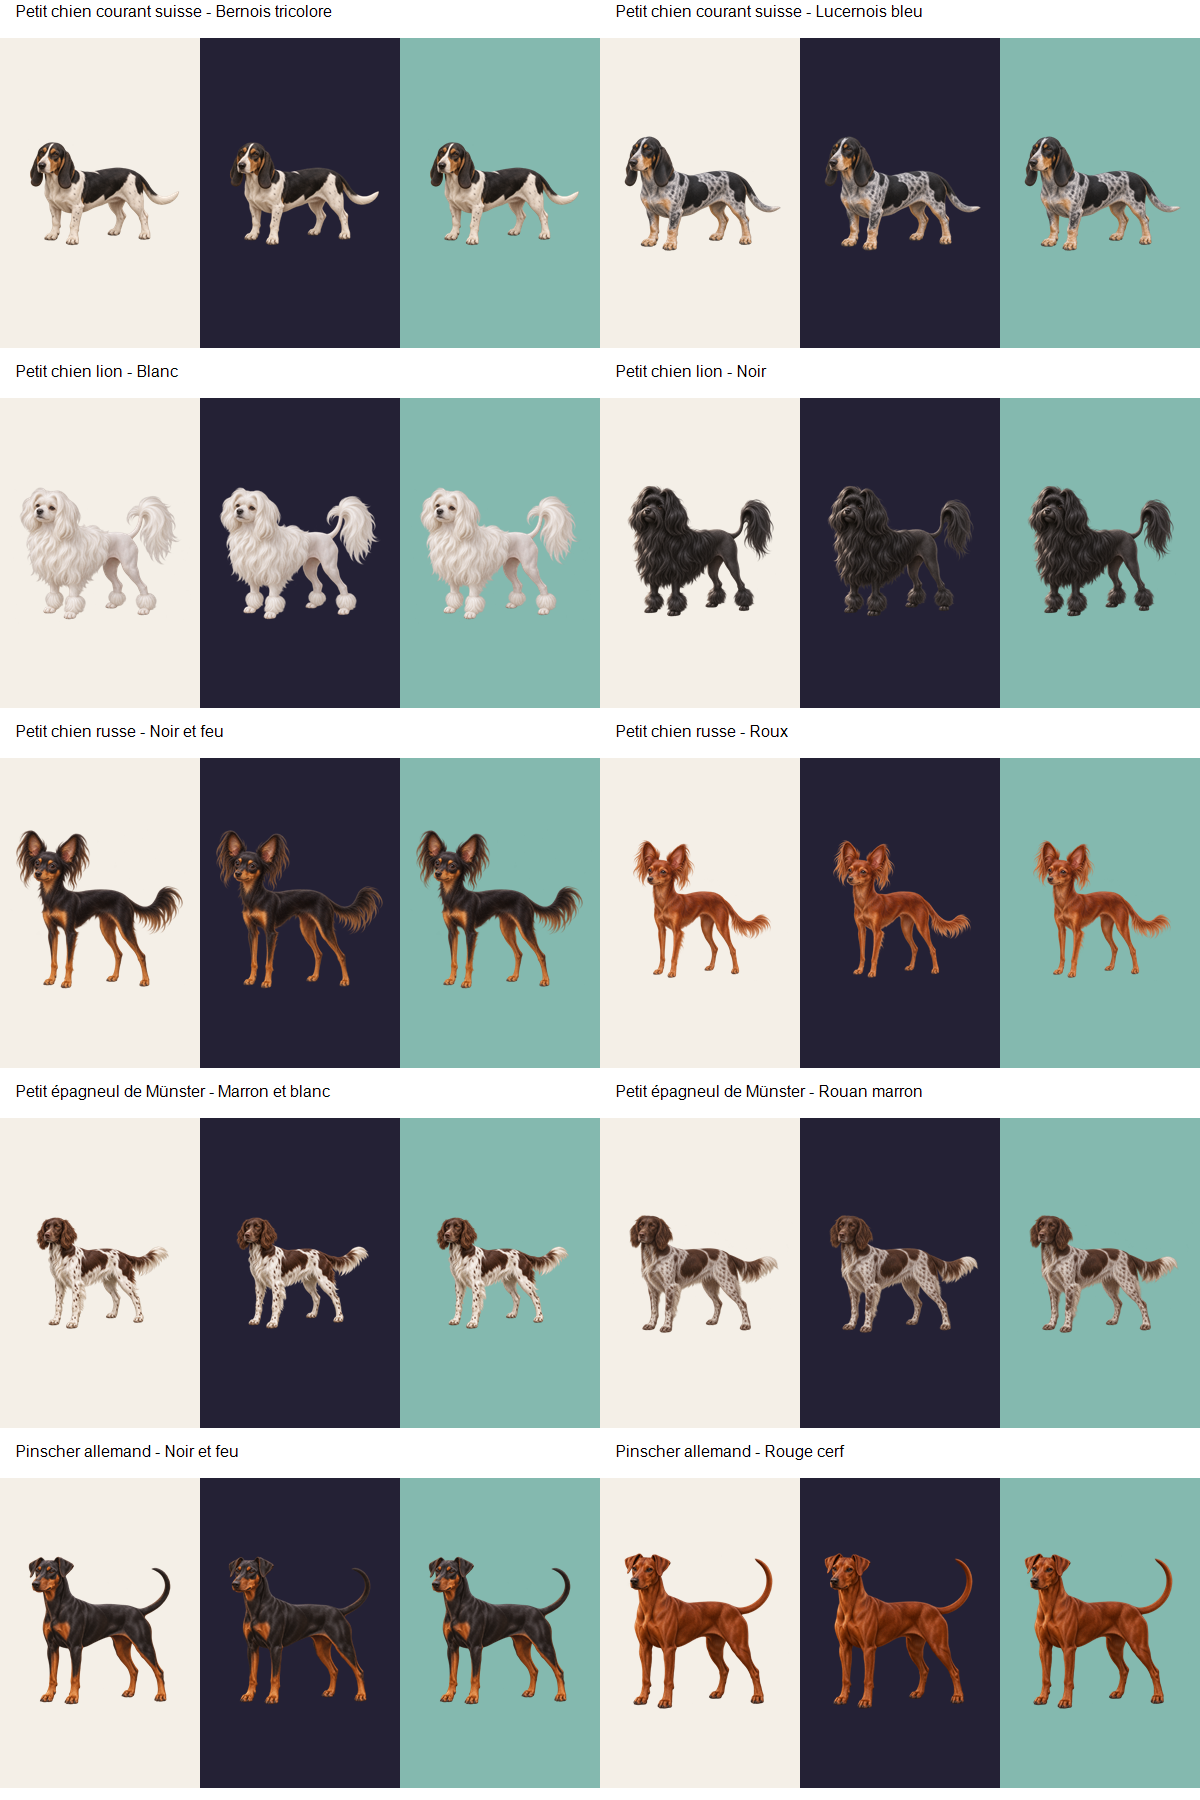 Petit chien courant suisse - Bernois tricolore
Petit chien courant suisse - Lucernois bleu
Petit chien lion - Blanc
Petit chien lion - Noir
Petit chien russe - Noir et feu
Petit chien russe - Roux
Petit épagneul de Münster - Marron et blanc
Petit épagneul de Münster - Rouan marron
Pinscher allemand - Noir et feu
Pinscher allemand - Rouge cerf